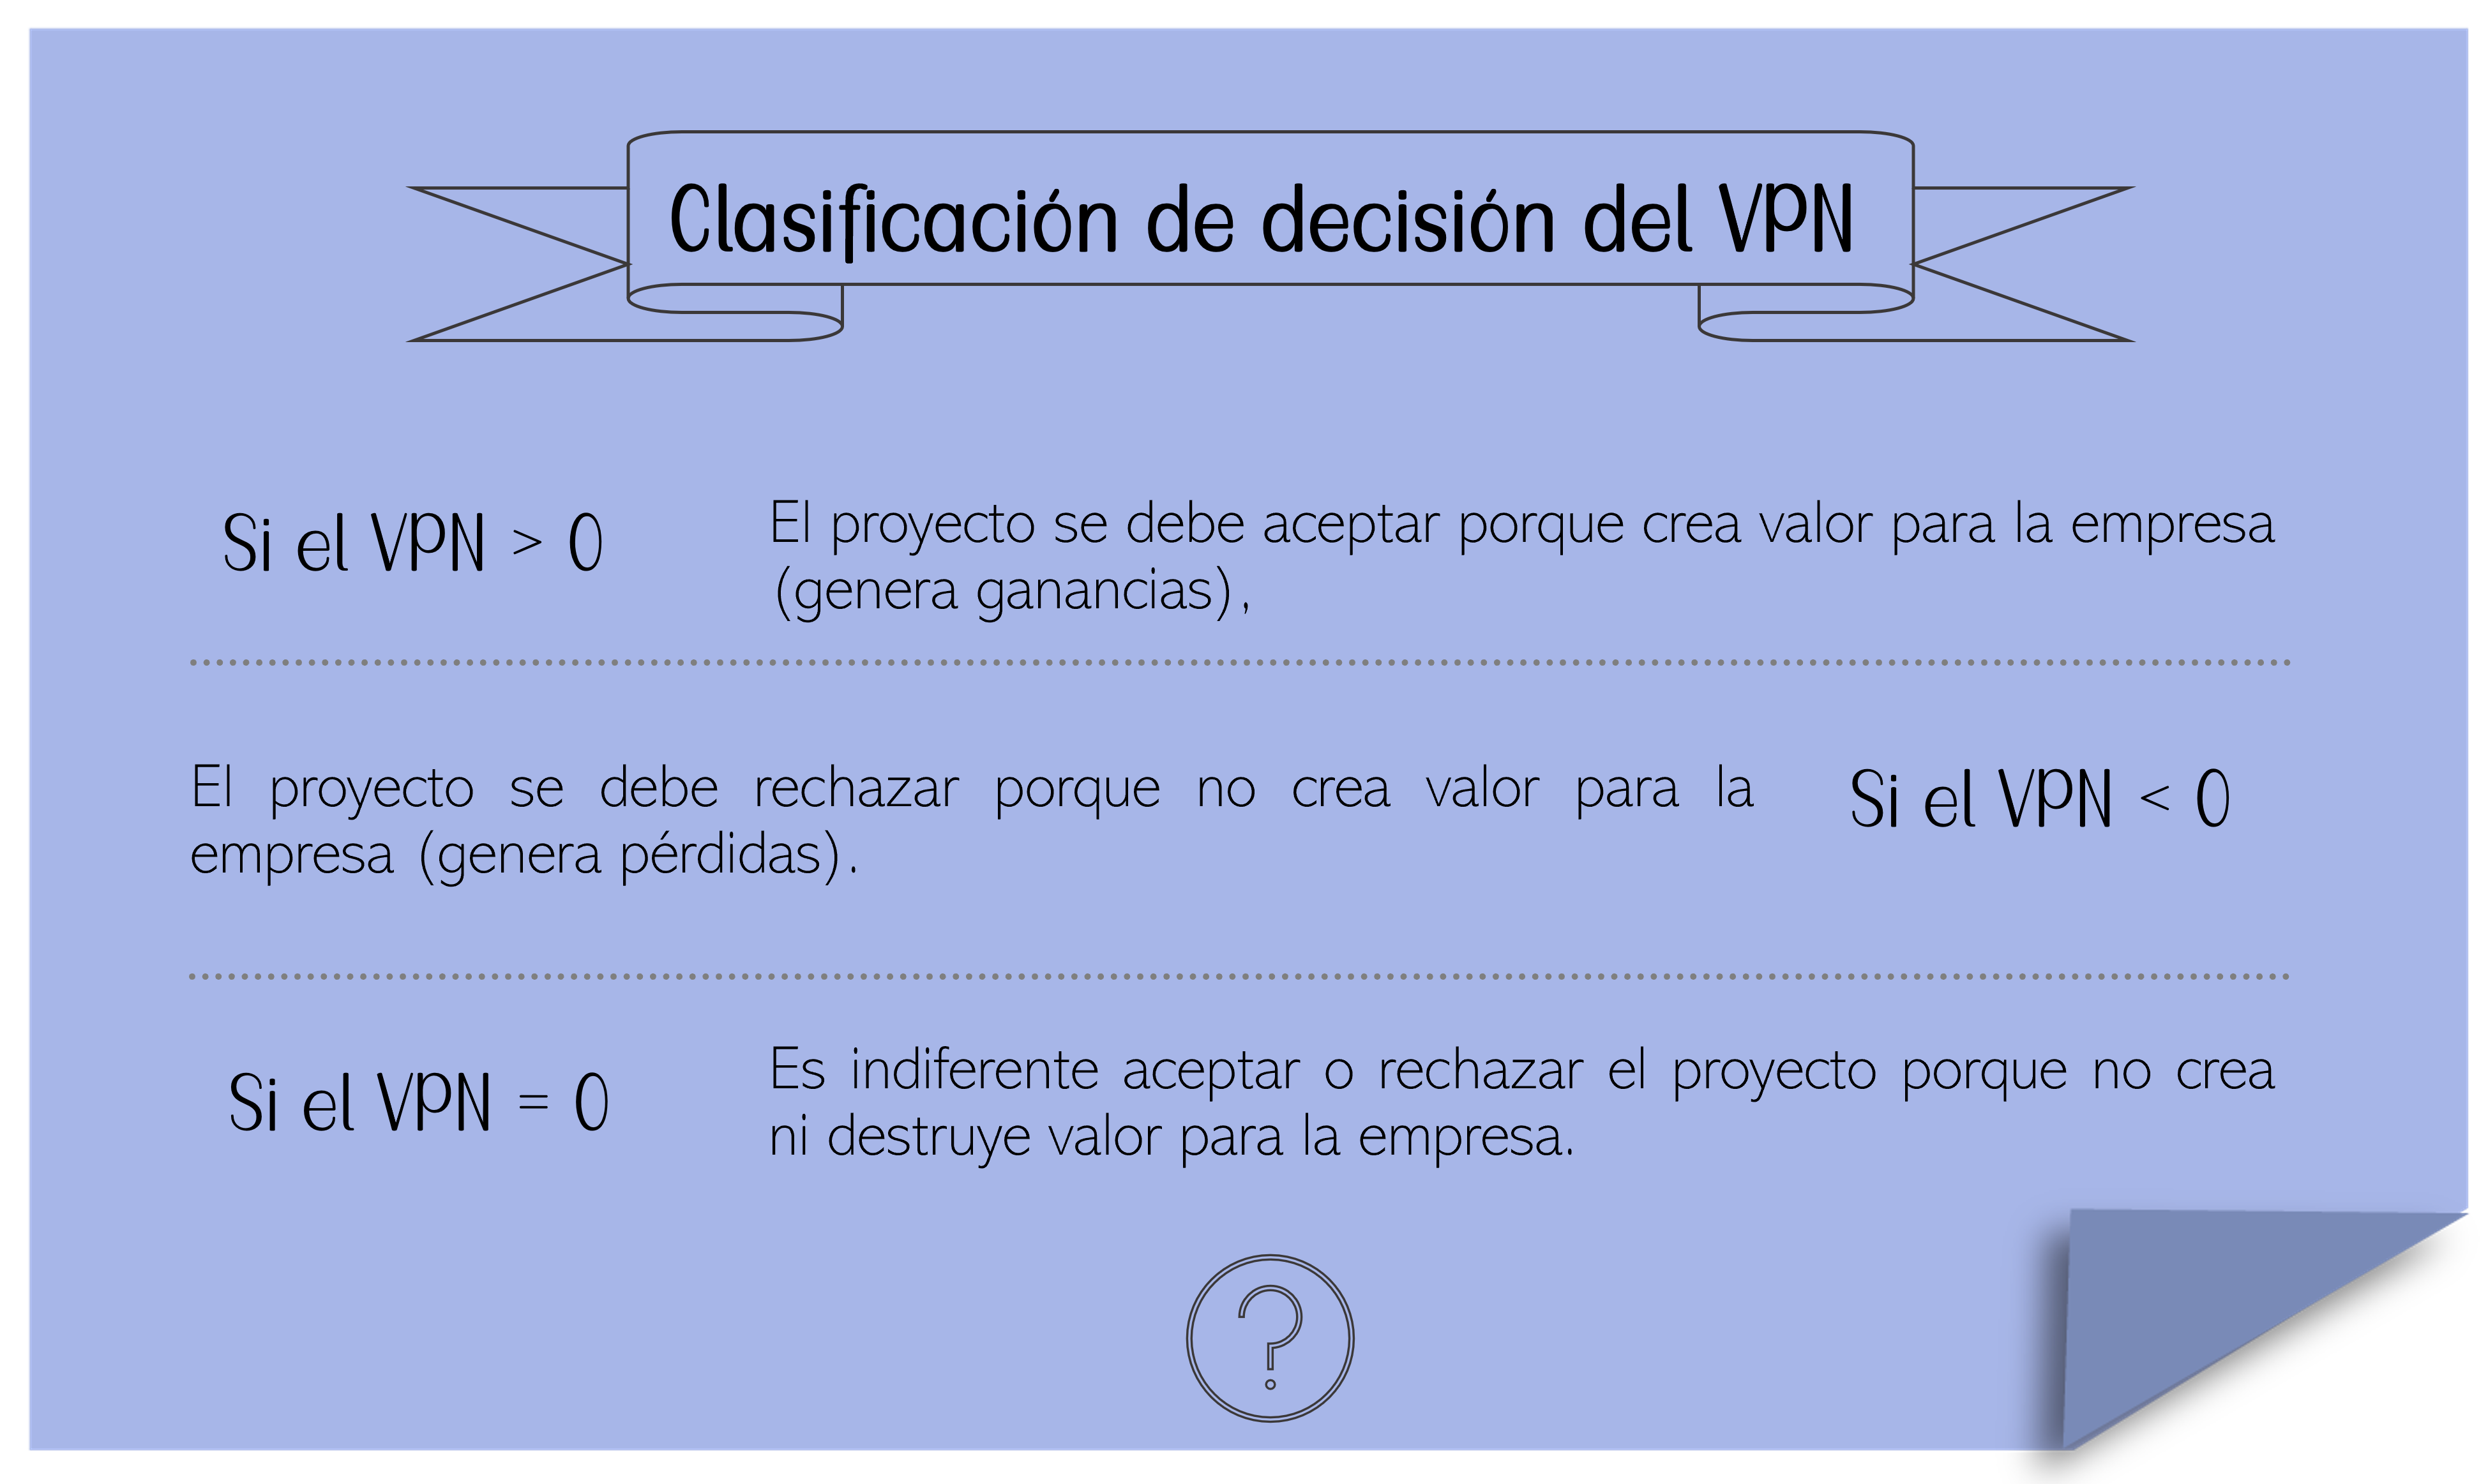 Clasificación de decisión del VPN
Si el VPN > 0
El proyecto se debe aceptar porque crea valor para la empresa
(genera ganancias),
El proyecto se debe rechazar porque no crea valor para la
empresa (genera pérdidas).
Si el VPN < 0
Si el VPN = 0
Es indiferente aceptar o rechazar el proyecto porque no crea
ni destruye valor para la empresa.
?